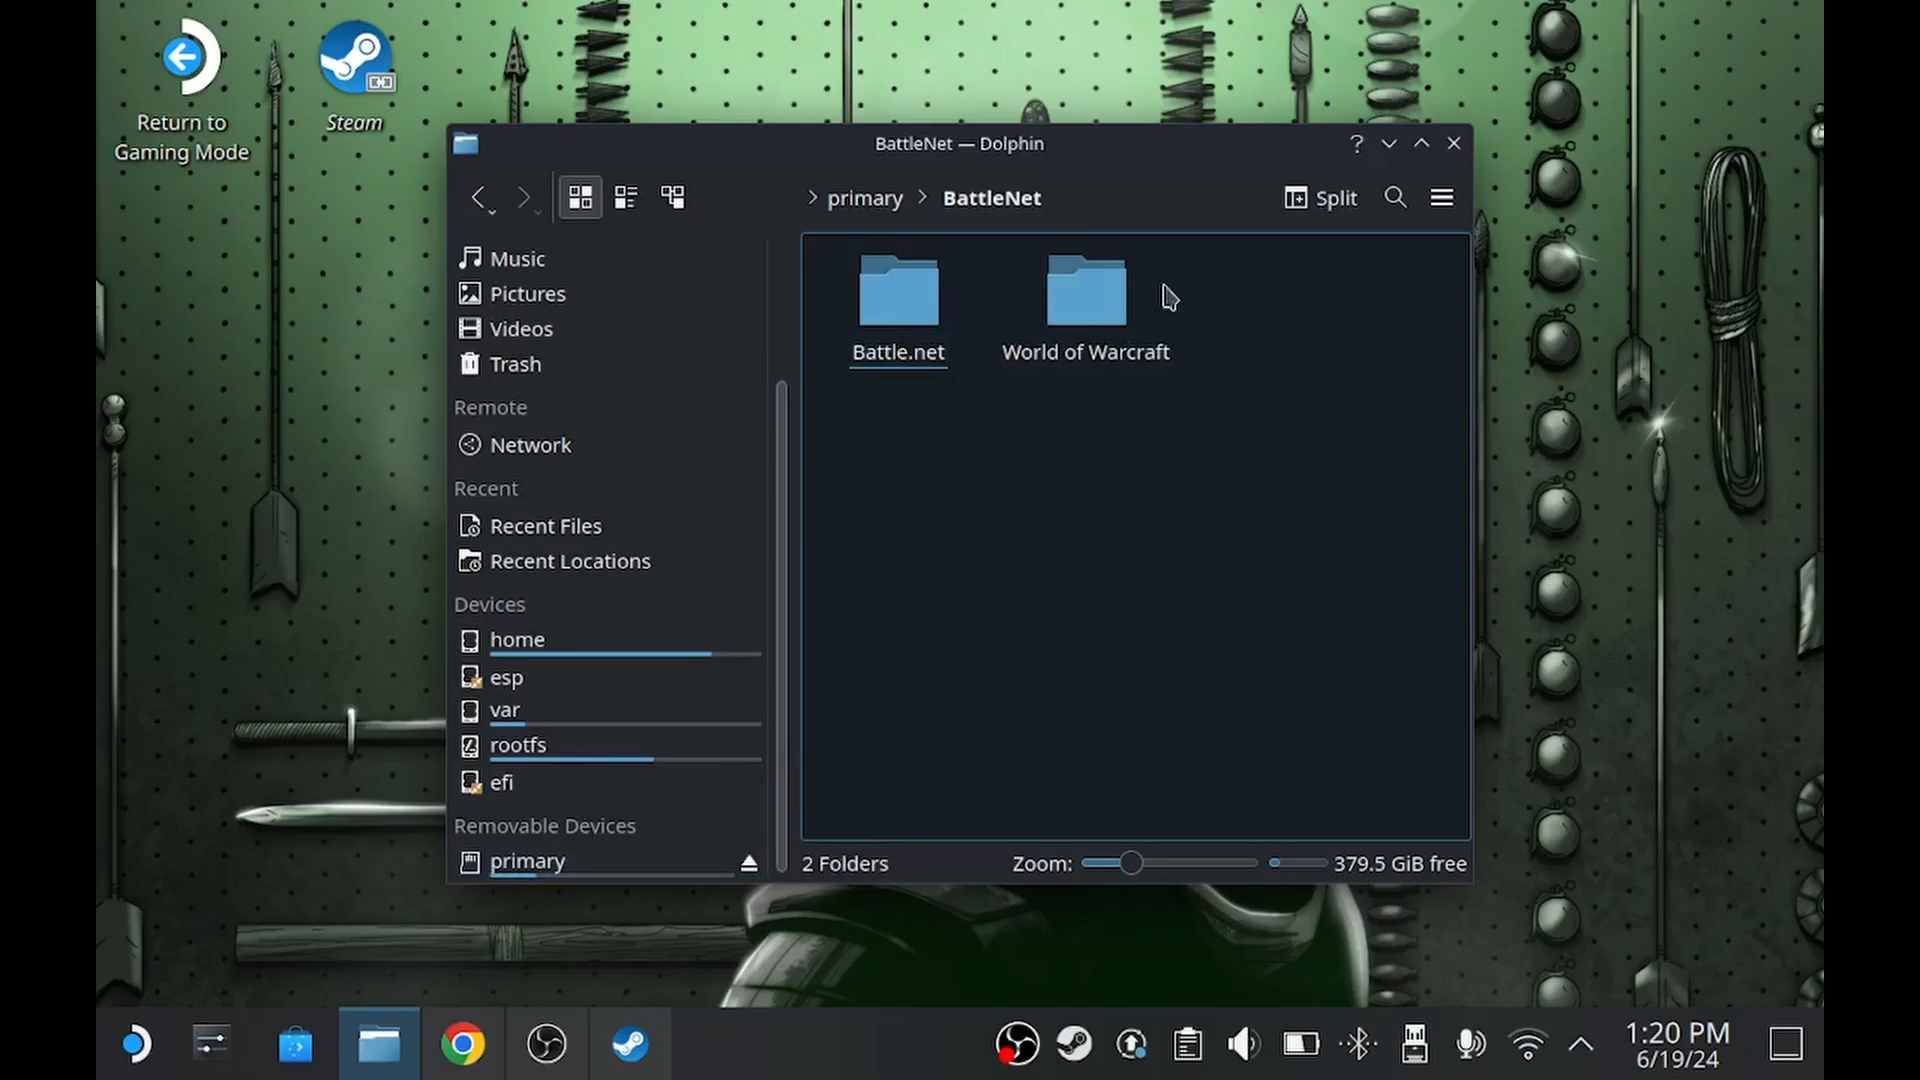 Return to
Gaming Mode
Steam
BattleNet — Dolphin
primary
BattleNet
Split
Music
Pictures
Videos
Trash
Remote
Network
Recent
Recent Files
Recent Locations
Devices
home
esp
var
rootfs
efi
Removable Devices
primary
Battle.net
World of Warcraft
2 Folders
Zoom:
379.5 GiB free
1:20 PM
6/19/24